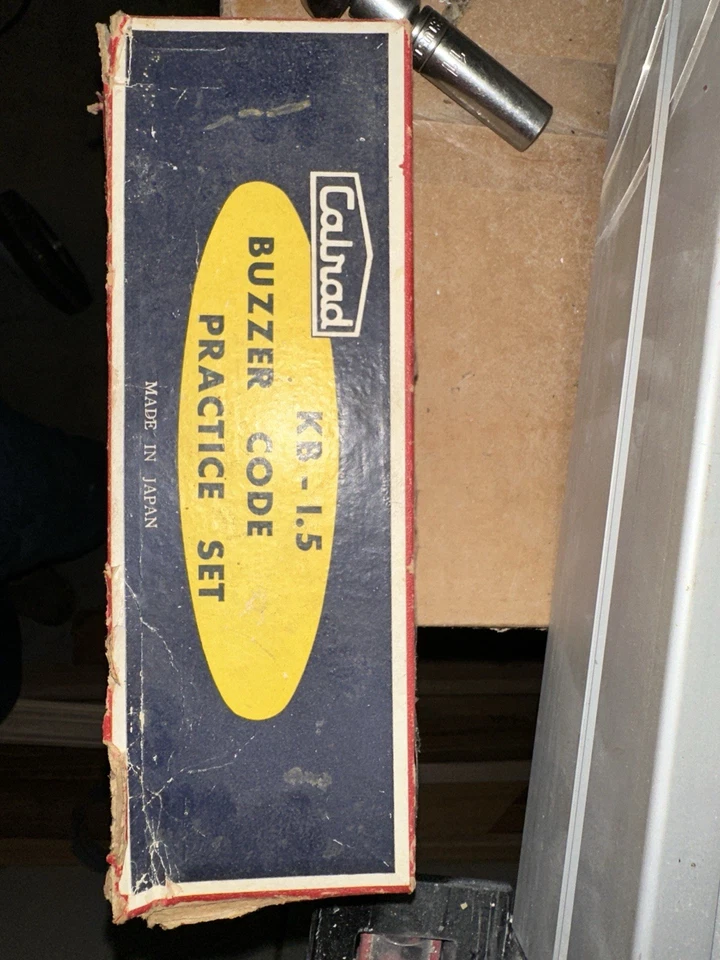 Calrad
KB-1.5
BUZZER CODE
PRACTICE SET
MADE IN JAPAN